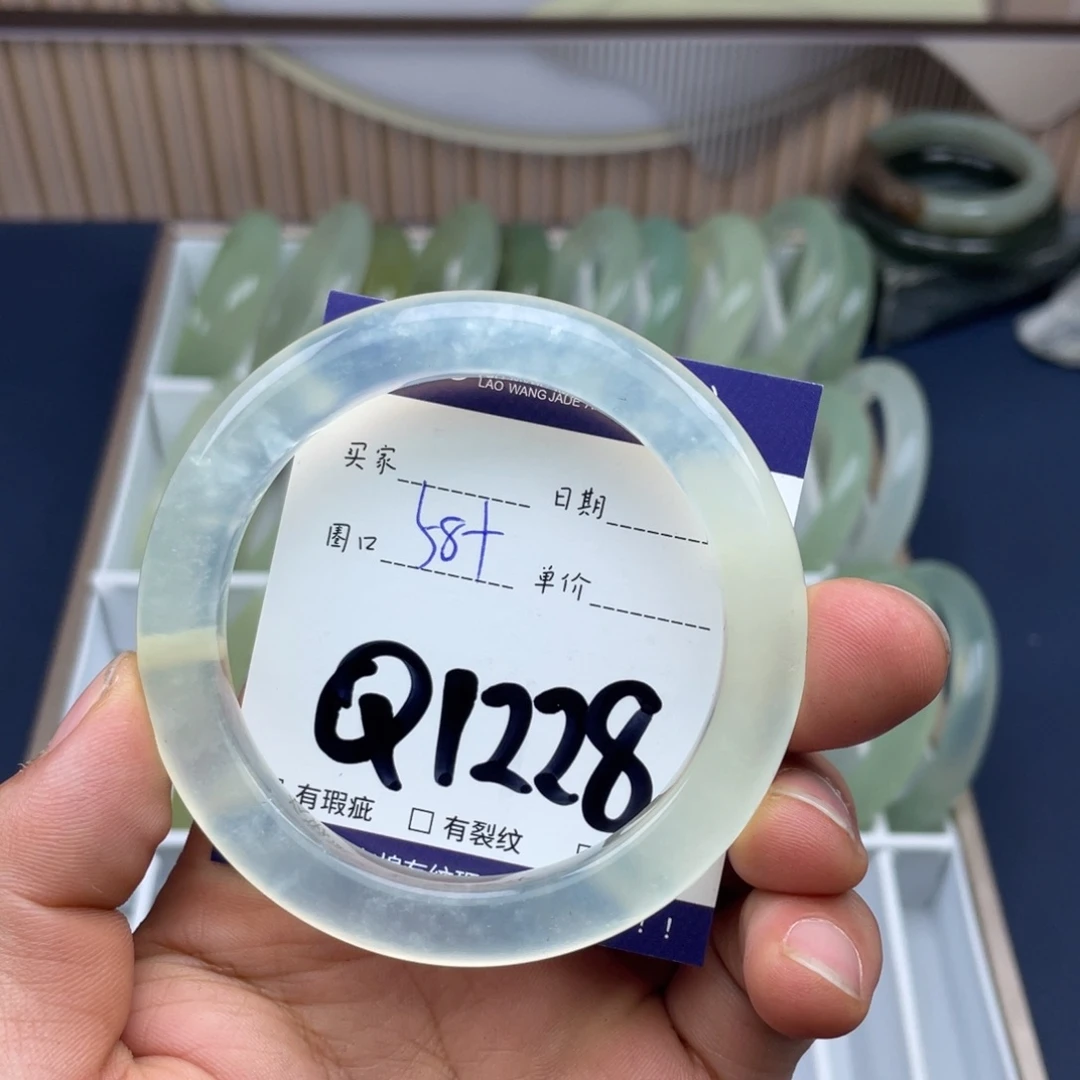 LAO WANG JADE
买家 日期
圈口 58+ 单价
Q1228
有瑕疵 □ 有裂纹 □
！！